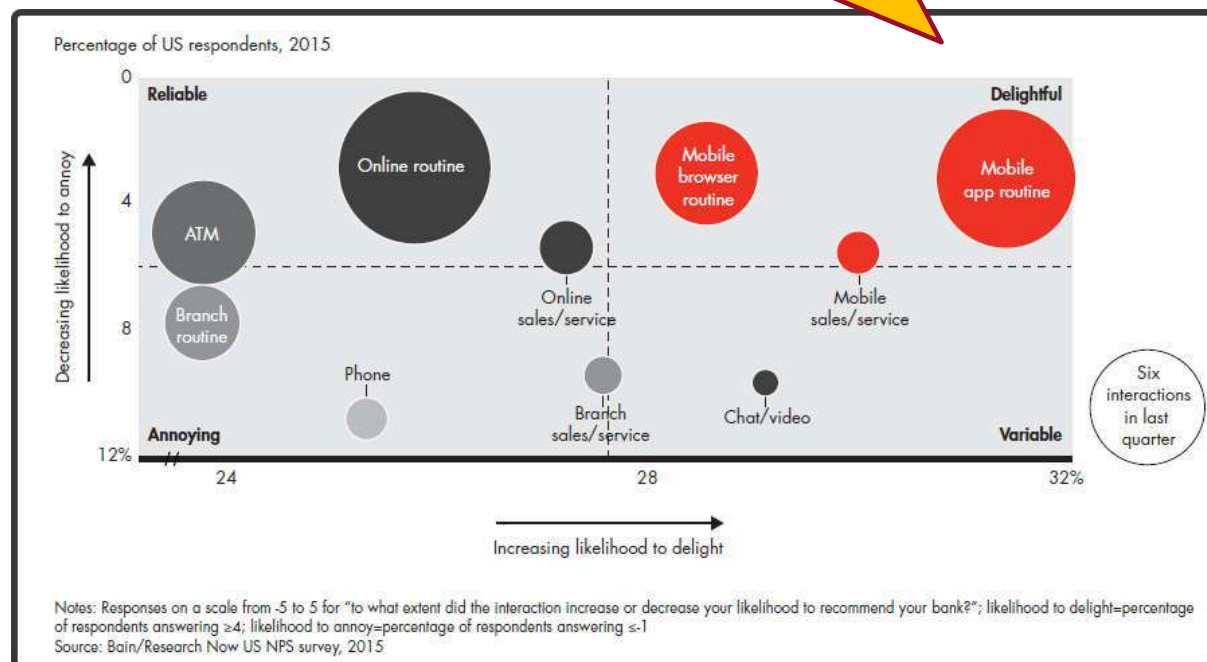 Percentage of US respondents, 2015
0
Reliable
Delightful
Online routine
Mobile
browser
routine
Mobile
app routine
Decreasing likelihood to annoy
4
ATM
Online
sales/service
Mobile
sales/service
Branch
routine
8
Phone
Branch
sales/service
Chat/video
Six
interactions
in last
quarter
Annoying
Variable
12%
24
28
32%
Increasing likelihood to delight
Notes: Responses on a scale from -5 to 5 for “to what extent did the interaction increase or decrease your likelihood to recommend your bank?”; likelihood to delight=percentage
of respondents answering ≥4; likelihood to annoy=percentage of respondents answering ≤-1
Source: Bain/Research Now US NPS survey, 2015